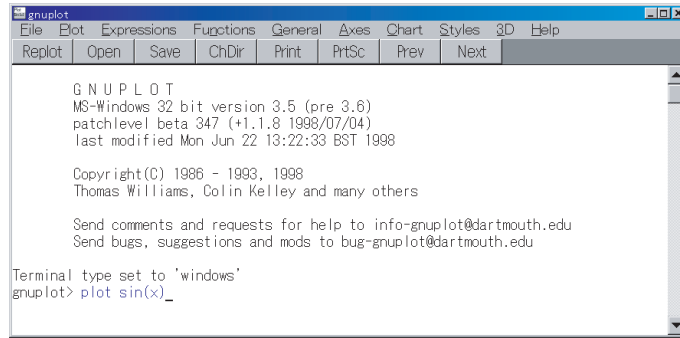 gnuplot
File Plot Expressions Functions General Axes Chart Styles 3D Help
Replot Open Save ChDir Print PrtSc Prev Next
G N U P L O T
MS-Windows 32 bit version 3.5 (pre 3.6)
patchlevel beta 347 (+1.1.8 1998/07/04)
last modified Mon Jun 22 13:22:33 BST 1998
Copyright(C) 1986 - 1993, 1998
Thomas Williams, Colin Kelley and many others
Send comments and requests for help to info-gnuplot@dartmouth.edu
Send bugs, suggestions and mods to bug-gnuplot@dartmouth.edu
Terminal type set to 'windows'
gnuplot> plot sin(x)_